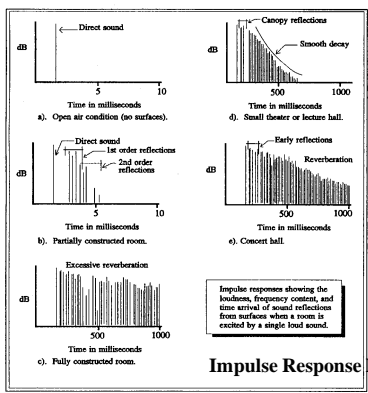 Direct sound
dB
5
10
Time in milliseconds
a). Open air condition (no surfaces).
Direct sound
1st order reflections
2nd order
reflections
dB
5
Time in milliseconds
b). Partially constructed room.
Excessive reverberation
dB
500
1000
Time in milliseconds
c). Fully constructed room.
Canopy reflections
Smooth decay
dB
500
1000
Time in milliseconds
d). Small theater or lecture hall.
Early reflections
Reverberation
dB
500
1000
Time in milliseconds
e). Concert hall.
Impulse responses showing the
loudness, frequency content, and
time arrival of sound reflections
from surfaces when a room is
excited by a single loud sound.
Impulse Response